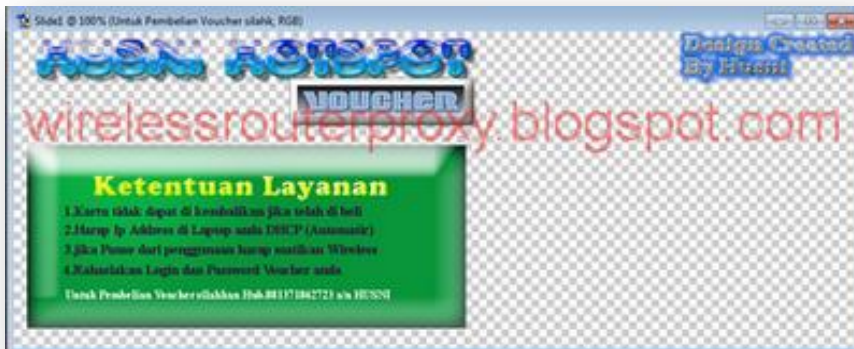 Slide1 @ 100% (Untuk Pembelian Voucher silahk, RGB)
HUSNI HOTSPOT
VOUCHER
Design Created
By Husni
wirelessrouterproxy.blogspot.com
Ketentuan Layanan
1.Kartu tidak dapat di kembalikan jika telah di beli
2.Harap Ip Address di Laptop anda DHCP (Automatic)
3.jika Pause dari penggunaan harap matikan Wireless
4.Rahasiakan Login dan Password Voucher anda
Untuk Pembelian Voucher silahkan Hub.081371862723 a/n HUSNI